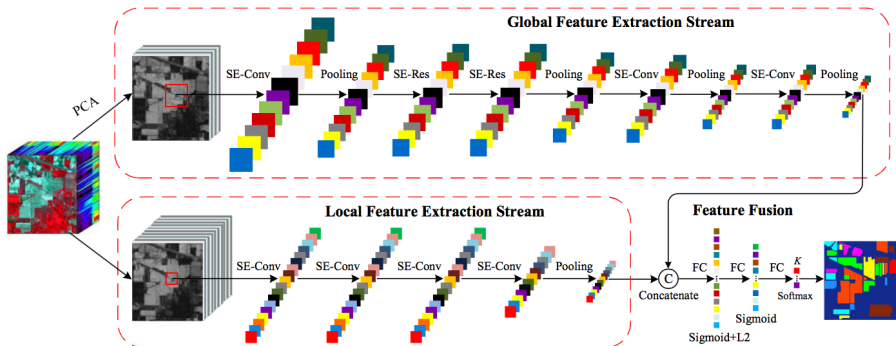 Global Feature Extraction Stream
PCA
SE-Conv
Pooling
SE-Res
SE-Res
Pooling
SE-Conv
Pooling
SE-Conv
Pooling
Local Feature Extraction Stream
SE-Conv
SE-Conv
SE-Conv
SE-Conv
Pooling
Feature Fusion
C
Concatenate
FC
FC
FC
K
Softmax
Sigmoid
Sigmoid+L2